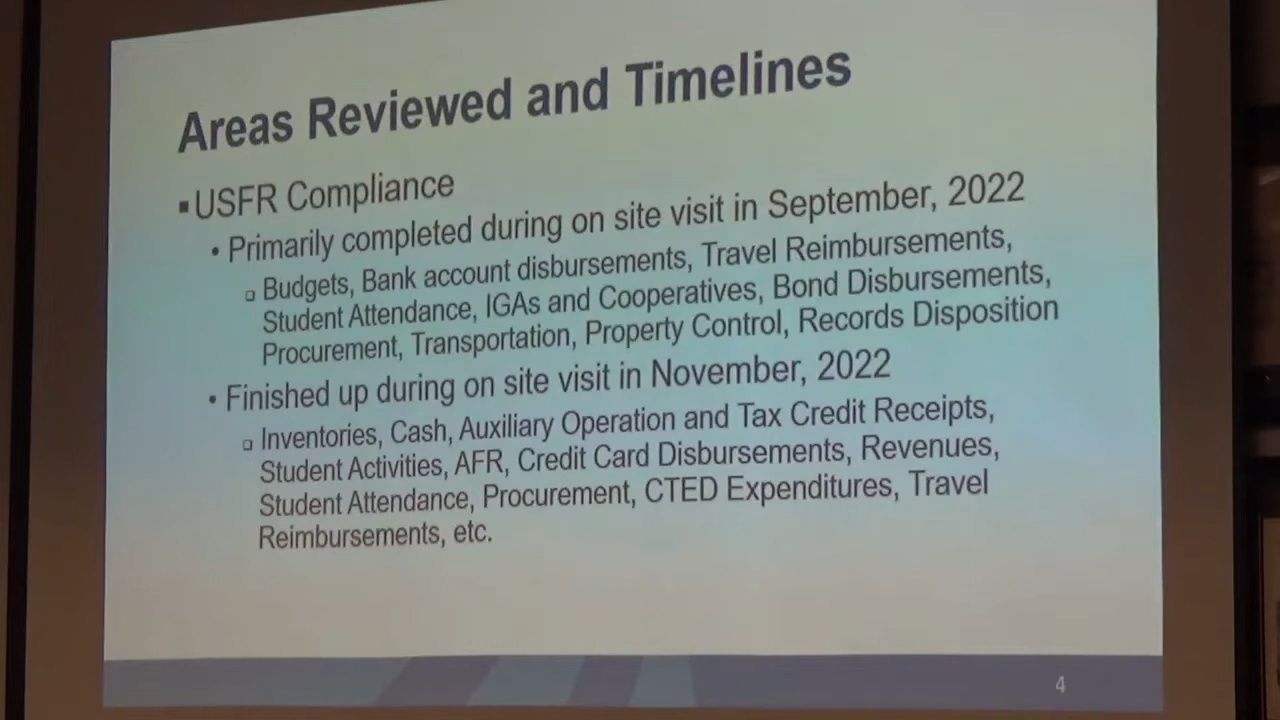 Areas Reviewed and Timelines
▪USFR Compliance
• Primarily completed during on site visit in September, 2022
Budgets, Bank account disbursements, Travel Reimbursements,
Student Attendance, IGAs and Cooperatives, Bond Disbursements,
Procurement, Transportation, Property Control, Records Disposition
• Finished up during on site visit in November, 2022
Inventories, Cash, Auxiliary Operation and Tax Credit Receipts,
Student Activities, AFR, Credit Card Disbursements, Revenues,
Student Attendance, Procurement, CTED Expenditures, Travel
Reimbursements, etc.
4